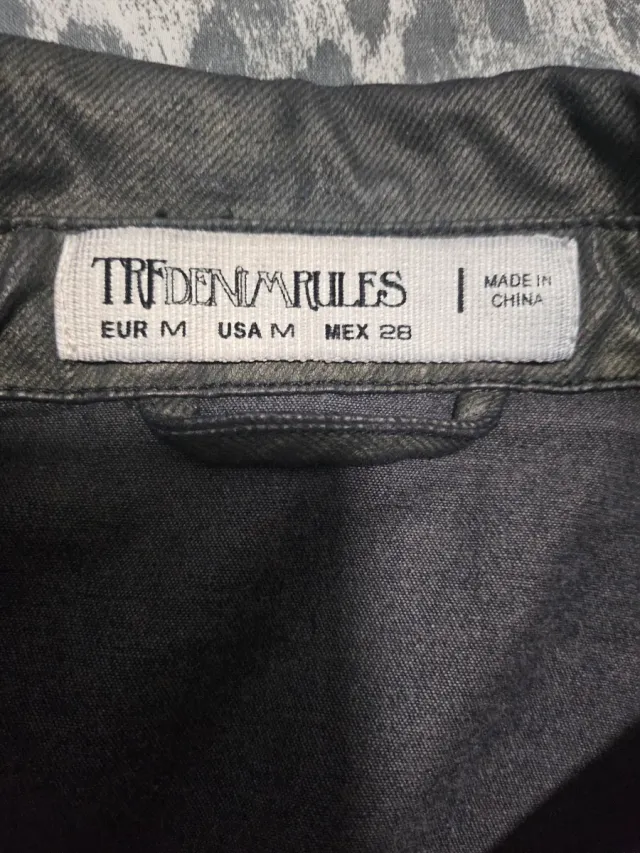 TRFDENIMRULES
EUR M USA M MEX 28
MADE IN
CHINA